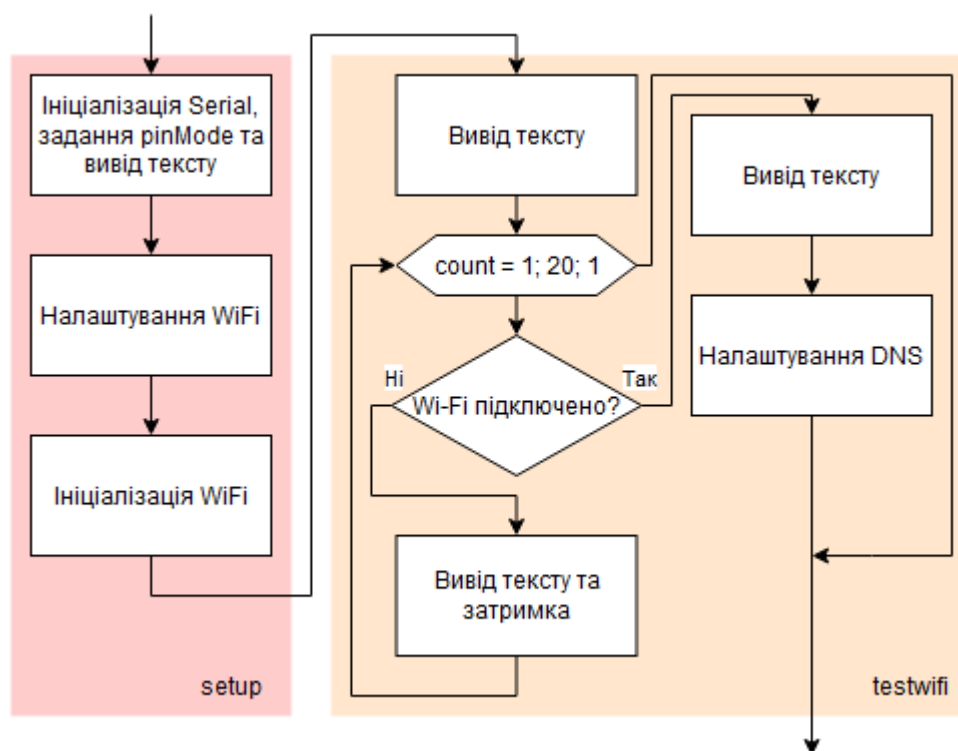 Ініціалізація Serial,
задання pinMode та
вивід тексту
Налаштування WiFi
Ініціалізація WiFi
setup
Вивід тексту
count = 1; 20; 1
Ні
Так
Wi-Fi підключено?
Вивід тексту та
затримка
Вивід тексту
Налаштування DNS
testwifi